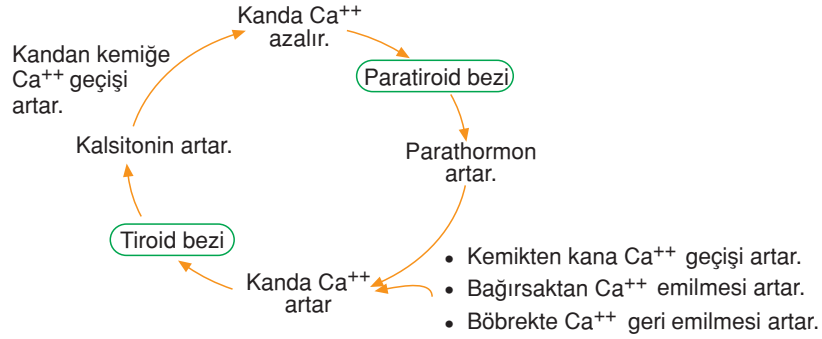 Kanda Ca⁺⁺
azalır.
Kandan kemiğe
Ca⁺⁺ geçişi
artar.
Paratiroid bezi
Kalsitonin artar.
Parathormon
artar.
Tiroid bezi
Kanda Ca⁺⁺
artar
• Kemikten kana Ca⁺⁺ geçişi artar.
• Bağırsaktan Ca⁺⁺ emilmesi artar.
• Böbrekte Ca⁺⁺ geri emilmesi artar.